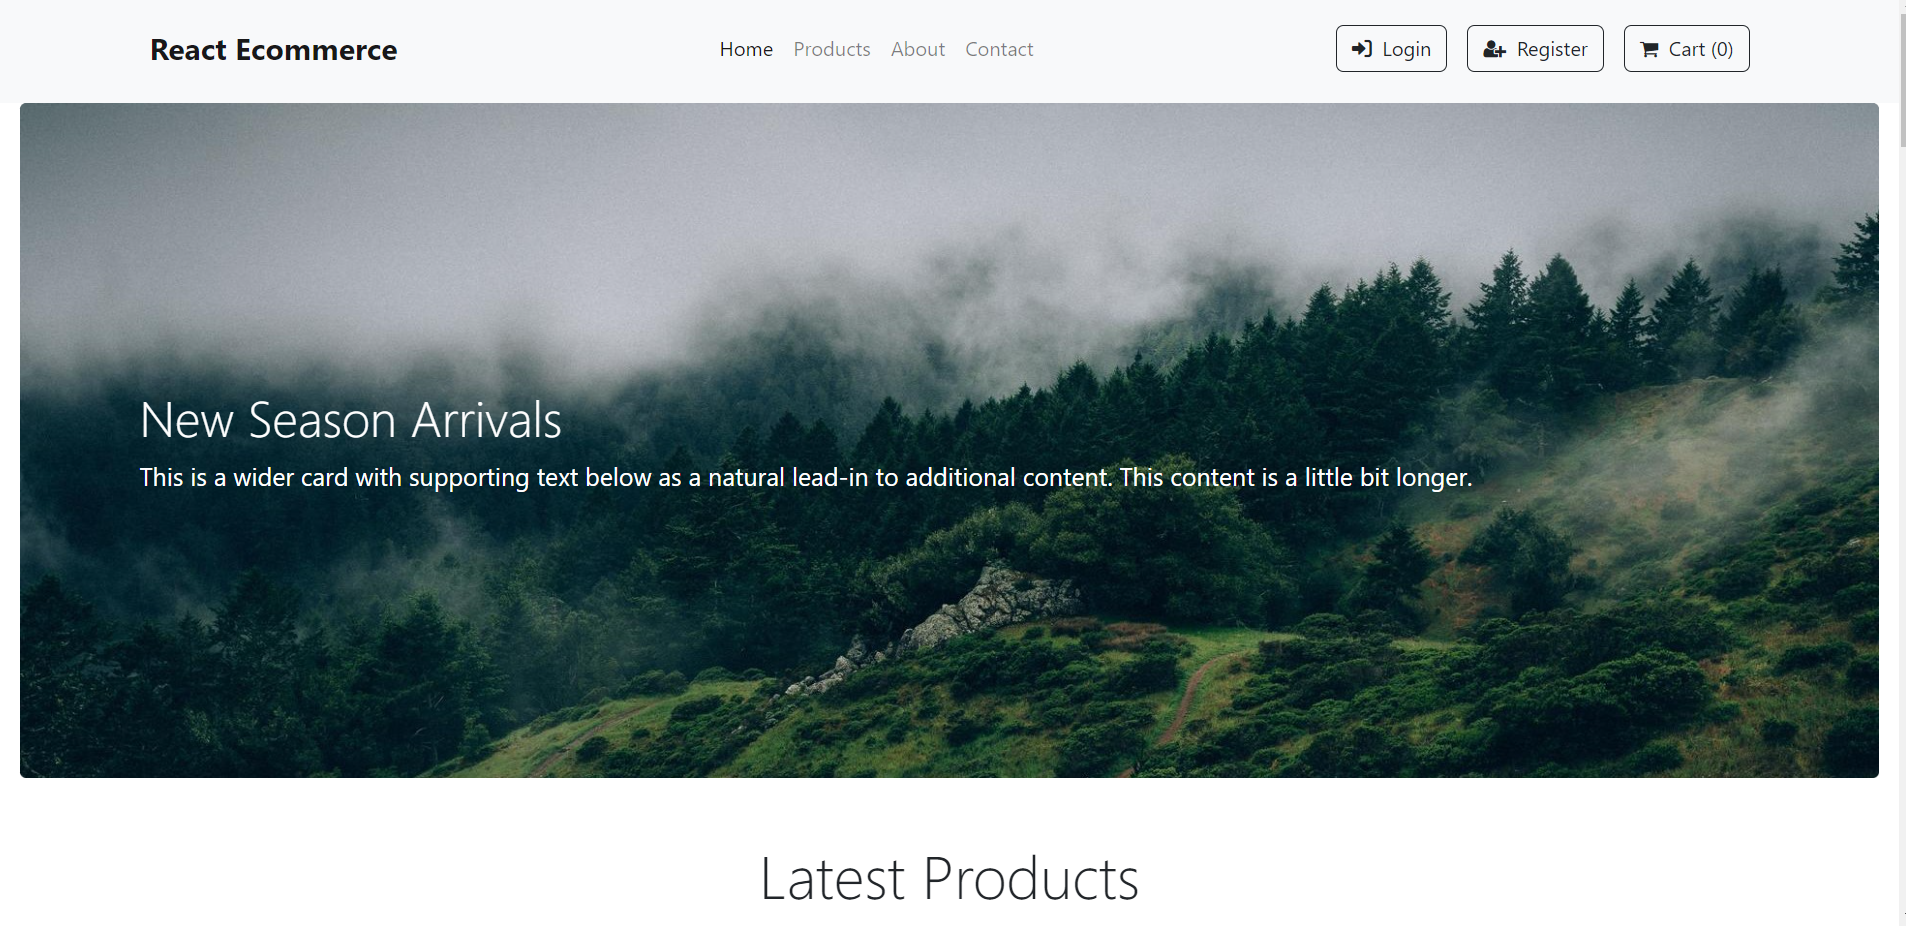 React Ecommerce
Home Products About Contact
Login Register Cart (0)
New Season Arrivals
This is a wider card with supporting text below as a natural lead-in to additional content. This content is a little bit longer.
Latest Products